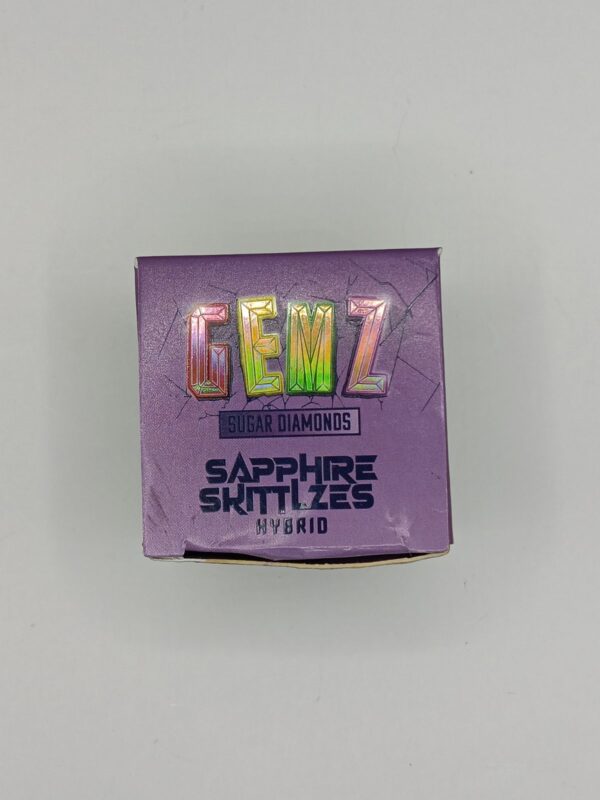 GEMZ
SUGAR DIAMONDS
SAPPHIRE
SKITTLZES
HYBRID